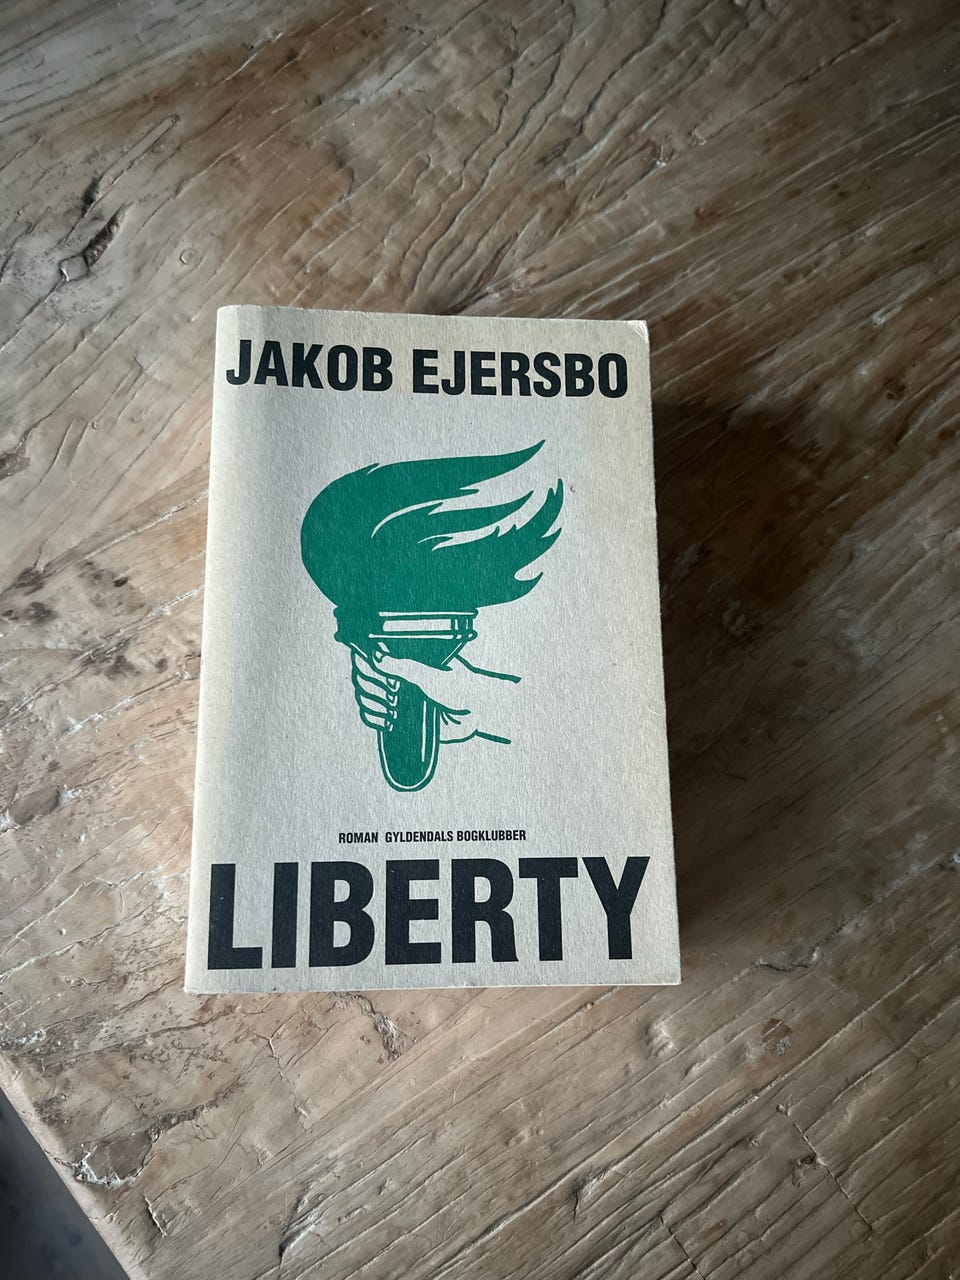 JAKOB EJERSBO
ROMAN GYLDENDALS BOGKLUBBER
LIBERTY